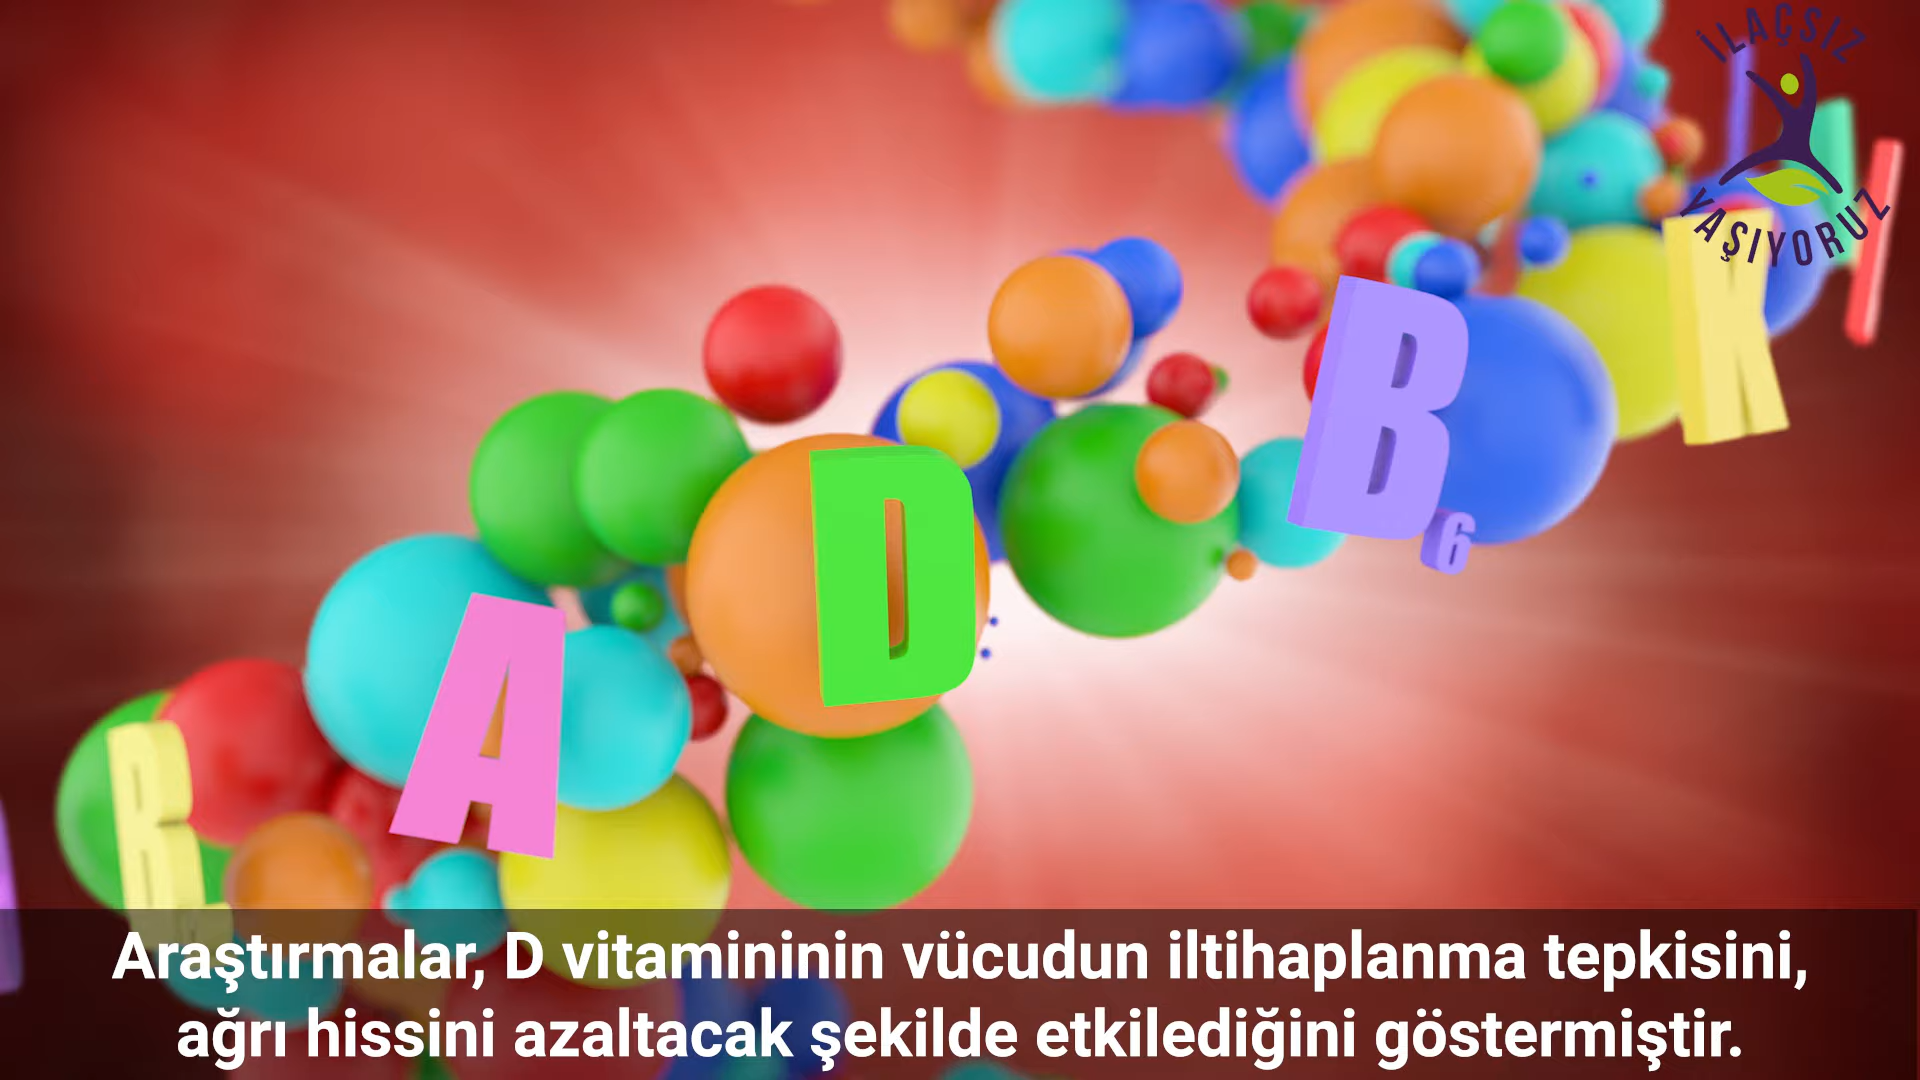 İLAÇSIZ
YAŞIYORUZ
K
B6
D
A
B
Araştırmalar, D vitamininin vücudun iltihaplanma tepkisini,
ağrı hissini azaltacak şekilde etkilediğini göstermiştir.